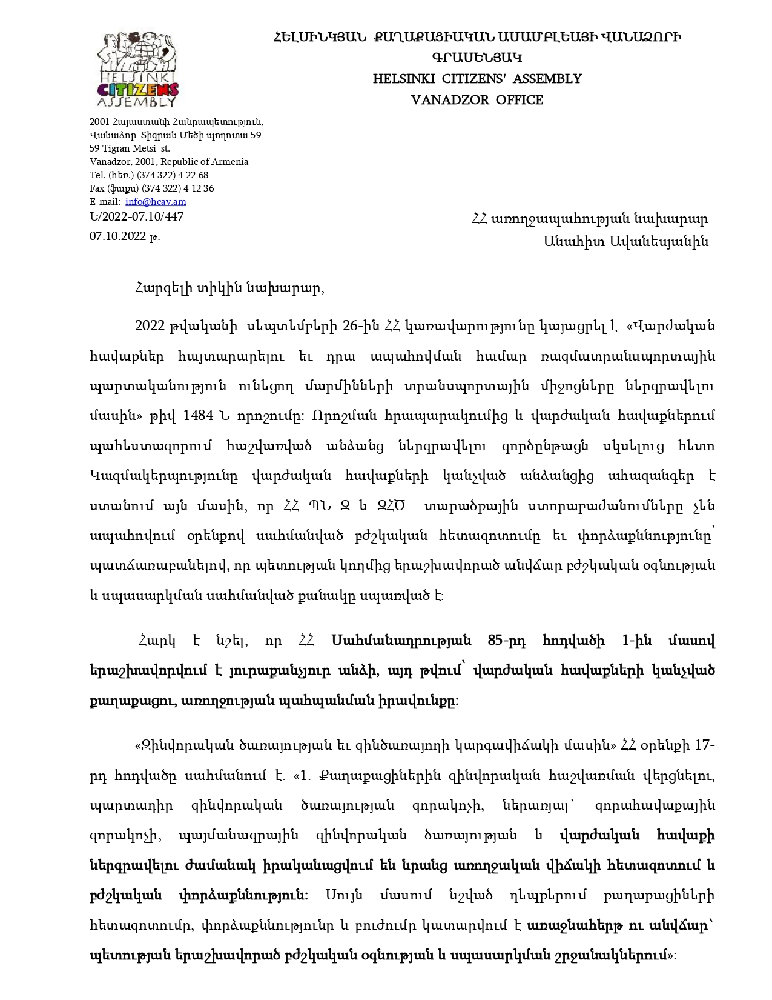 HELSINKI
CITIZENS
ASSEMBLY
ՀԵԼՍԻՆԿՅԱՆ ՔԱՂԱՔԱՑԻԱԿԱՆ ԱՍԱՄԲԼԵԱՅԻ ՎԱՆԱՁՈՐԻ
ԳՐԱՍԵՆՅԱԿ
HELSINKI CITIZENS' ASSEMBLY
VANADZOR OFFICE
2001 Հայաստանի Հանրապետություն,
Վանաձոր Տիգրան Մեծի պողոտա 59
59 Tigran Metsi st.
Vanadzor, 2001, Republic of Armenia
Tel. (հեռ.) (374 322) 4 22 68
Fax (ֆաքս) (374 322) 4 12 36
E-mail: info@hcav.am
Ե/2022-07.10/447
07.10.2022 թ.
ՀՀ առողջապահության նախարար
Անահիտ Ավանեսյանին
Հարգելի տիկին նախարար,
2022 թվականի սեպտեմբերի 26-ին ՀՀ կառավարությունը կայացրել է «Վարժական
հավաքներ հայտարարելու եւ դրա ապահովման համար ռազմատրանսպորտային
պարտականություն ունեցող մարմինների տրանսպորտային միջոցները ներգրավելու
մասին» թիվ 1484-Ն որոշումը: Որոշման հրապարակումից և վարժական հավաքներում
պահեստազորում հաշվառված անձանց ներգրավելու գործընթացն սկսելուց հետո
Կազմակերպությունը վարժական հավաքների կանչված անձանցից ահազանգեր է
ստանում այն մասին, որ ՀՀ ՊՆ Զ և ԶՀԾ տարածքային ստորաբաժանումները չեն
ապահովում օրենքով սահմանված բժշկական հետազոտումը եւ փորձաքննությունը՝
պատճառաբանելով, որ պետության կողմից երաշխավորած անվճար բժշկական օգնության
և սպասարկման սահմանված քանակը սպառված է:
Հարկ է նշել, որ ՀՀ Սահմանադրության 85-րդ հոդվածի 1-ին մասով
երաշխավորվում է յուրաքանչյուր անձի, այդ թվում՝ վարժական հավաքների կանչված
քաղաքացու, առողջության պահպանման իրավունքը:
«Զինվորական ծառայության եւ զինծառայողի կարգավիճակի մասին» ՀՀ օրենքի 17-
րդ հոդվածը սահմանում է. «1. Քաղաքացիներին զինվորական հաշվառման վերցնելու,
պարտադիր զինվորական ծառայության զորակոչի, ներառյալ՝ զորահավաքային
զորակոչի, պայմանագրային զինվորական ծառայության և վարժական հավաքի
ներգրավելու ժամանակ իրականացվում են նրանց առողջական վիճակի հետազոտում և
բժշկական փորձաքննություն: Սույն մասում նշված դեպքերում քաղաքացիների
հետազոտումը, փորձաքննությունը և բուժումը կատարվում է առաջնահերթ ու անվճար՝
պետության երաշխավորած բժշկական օգնության և սպասարկման շրջանակներում»: